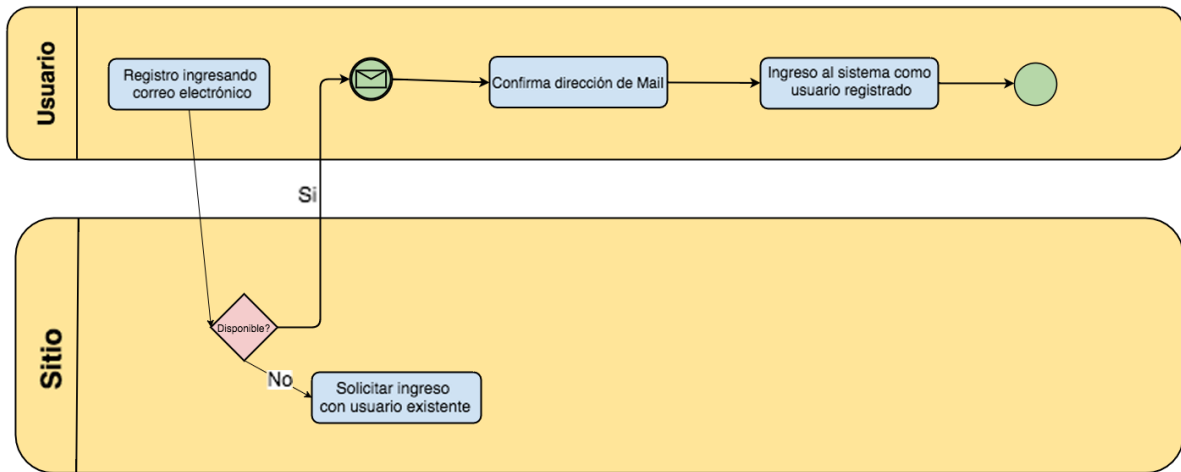 Usuario
Registro ingresando
correo electrónico
Confirma dirección de Mail
Ingreso al sistema como
usuario registrado
Si
Sitio
Disponible?
No
Solicitar ingreso
con usuario existente